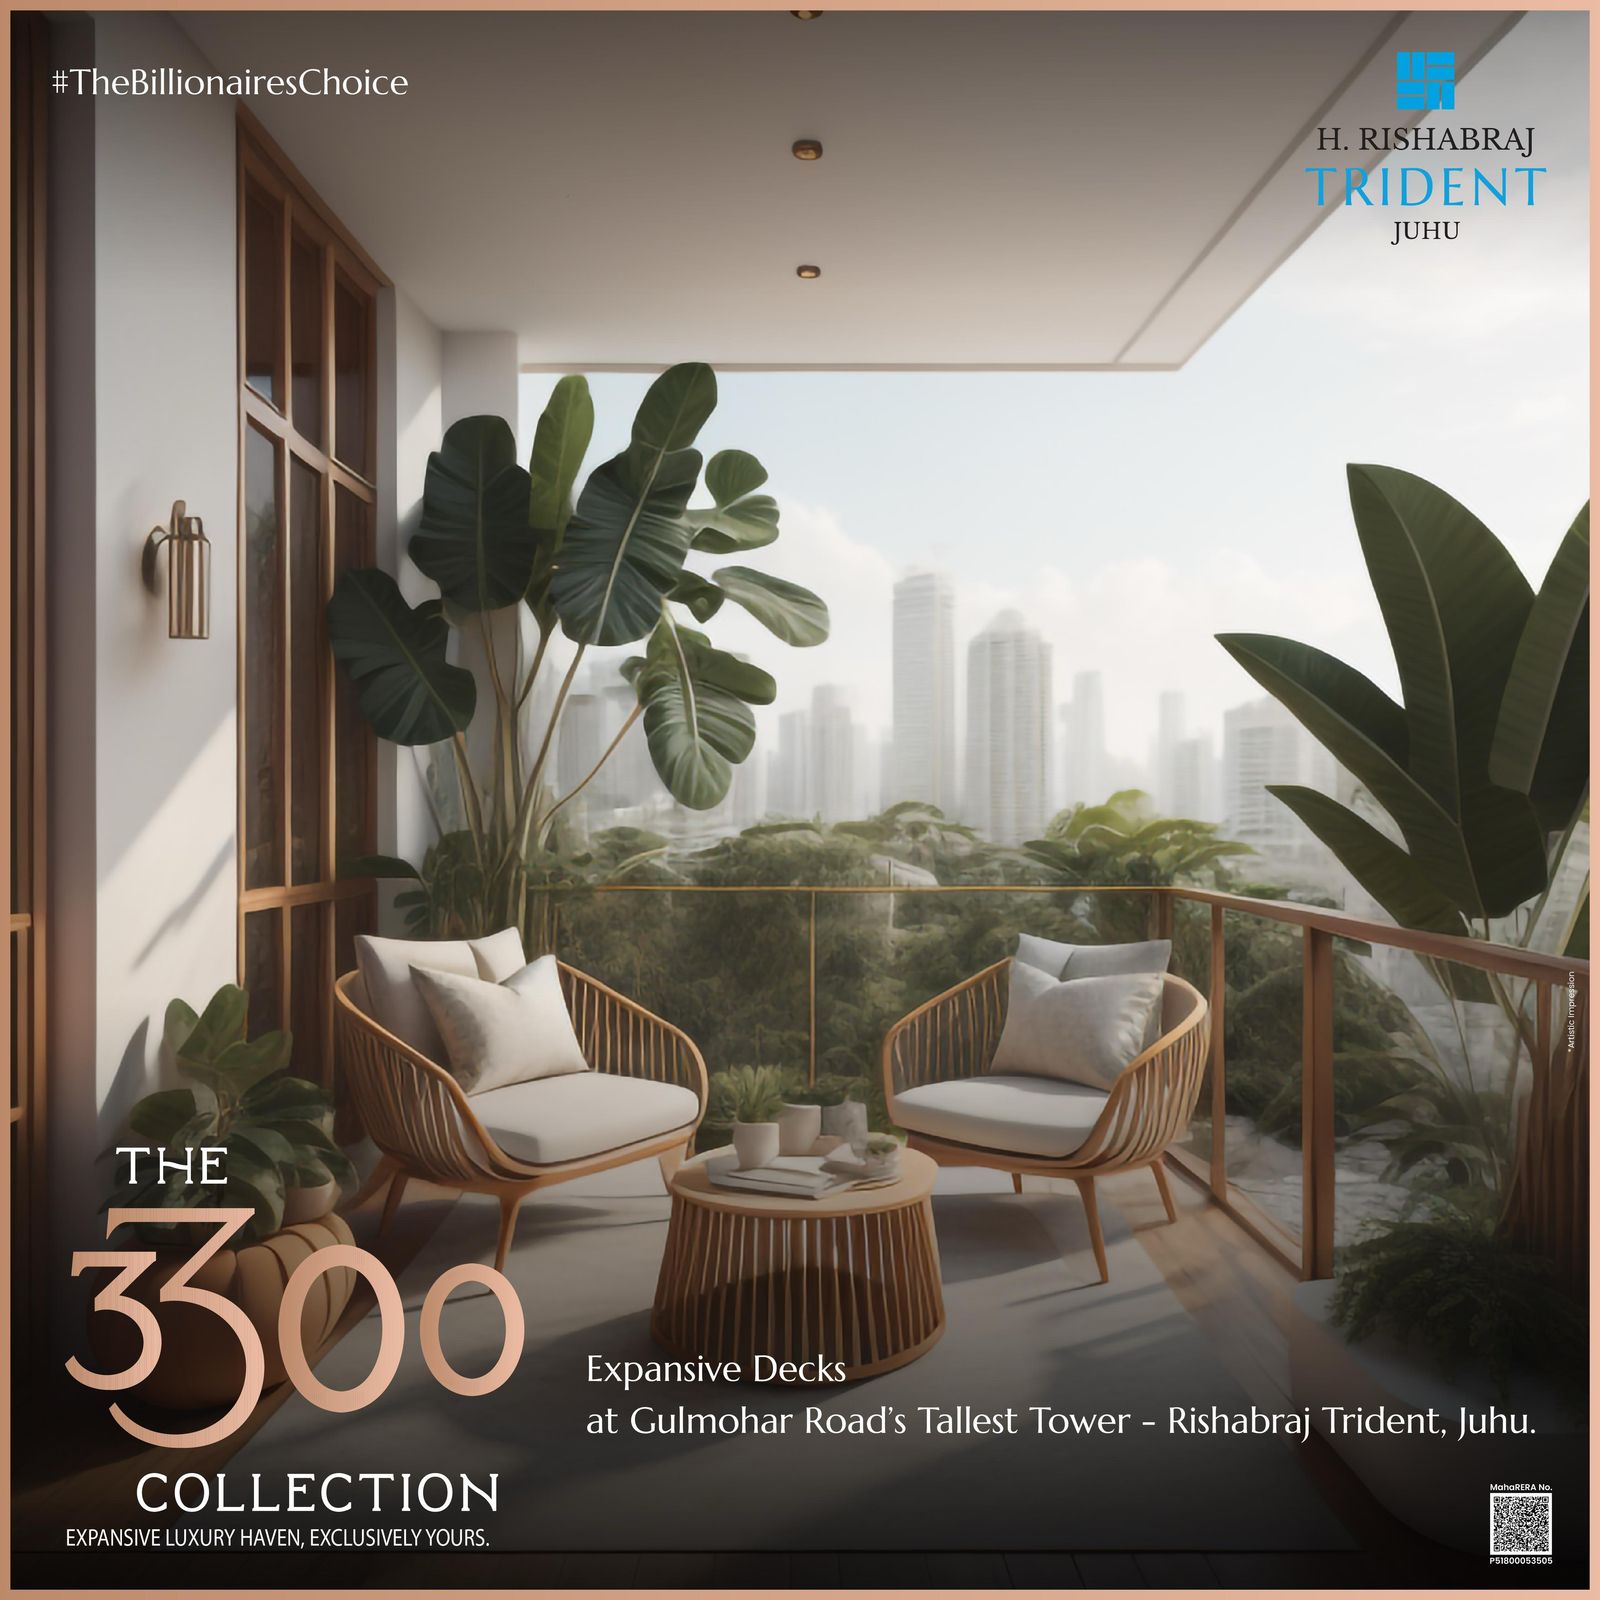 #TheBillionairesChoice
H. RISHABRAJ
TRIDENT
JUHU
*Artistic Impression
THE
3300
COLLECTION
EXPANSIVE LUXURY HAVEN, EXCLUSIVELY YOURS.
Expansive Decks
at Gulmohar Road's Tallest Tower - Rishabraj Trident, Juhu.
MahaRERA No.
P51800053505